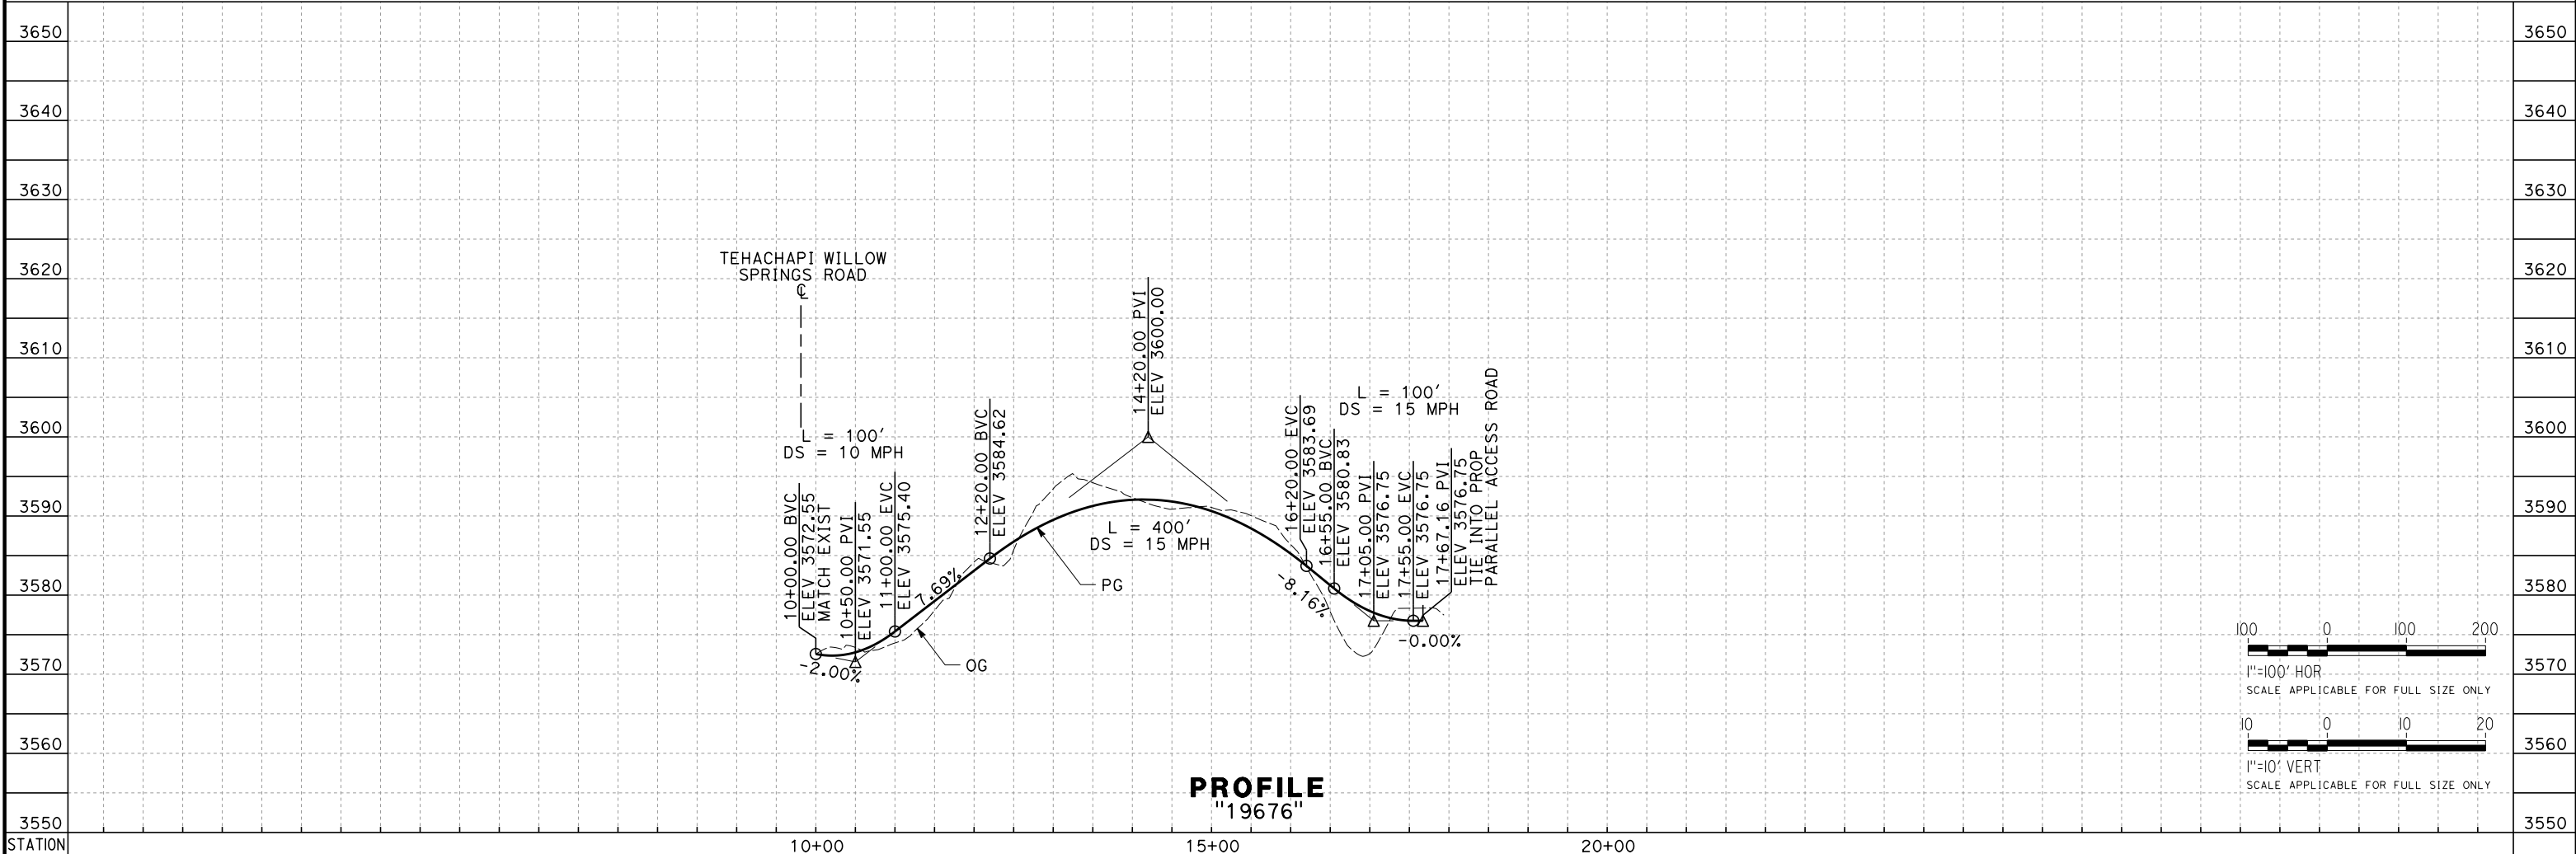 3650
3640
3630
3620
3610
3600
3590
3580
3570
3560
3550
STATION
TEHACHAPI WILLOW
SPRINGS ROAD
℄
L = 100'
DS = 10 MPH
10+00.00 BVC
ELEV 3572.55
MATCH EXIST
10+50.00 PVI
ELEV 3571.55
11+00.00 EVC
ELEV 3575.40
-2.00%
7.69%
OG
12+20.00 BVC
ELEV 3584.62
14+20.00 PVI
ELEV 3600.00
L = 400'
DS = 15 MPH
PG
16+20.00 EVC
ELEV 3583.69
-8.16%
16+55.00 BVC
ELEV 3580.83
L = 100'
DS = 15 MPH
17+05.00 PVI
ELEV 3576.75
17+55.00 EVC
ELEV 3576.75
17+67.16 PVI
ELEV 3576.75
TIE INTO PROP
PARALLEL ACCESS ROAD
-0.00%
PROFILE
"19676"
10+00
15+00
20+00
100 0 100 200
1"=100' HOR
SCALE APPLICABLE FOR FULL SIZE ONLY
10 0 10 20
1"=10' VERT
SCALE APPLICABLE FOR FULL SIZE ONLY
3650
3640
3630
3620
3610
3600
3590
3580
3570
3560
3550